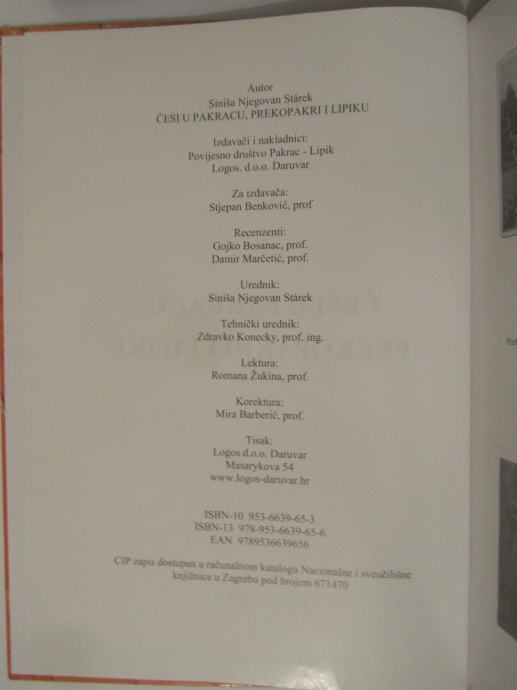 Autor
Siniša Njegovan Stárek
ČESI U PAKRACU, PREKOPAKRI I LIPIKU
Izdavači i nakladnici:
Povijesno društvo Pakrac - Lipik
Logos. d.o.o. Daruvar
Za izdavača:
Stjepan Benković, prof
Recenzenti:
Gojko Bosanac, prof.
Damir Marčetić, prof.
Urednik:
Siniša Njegovan Stárek
Tehnički urednik:
Zdravko Konecky, prof. ing.
Lektura:
Romana Žukina, prof.
Korektura:
Mira Barberić, prof.
Tisak:
Logos d.o.o. Daruvar
Masarykova 54
www.logos-daruvar.hr
ISBN-10 953-6639-65-3
ISBN-13 978-953-6639-65-6
EAN 9789536639656
CIP zapis dostupan u računalnom katalogu Nacionalne i sveučilišne
knjižnice u Zagrebu pod brojem 671470